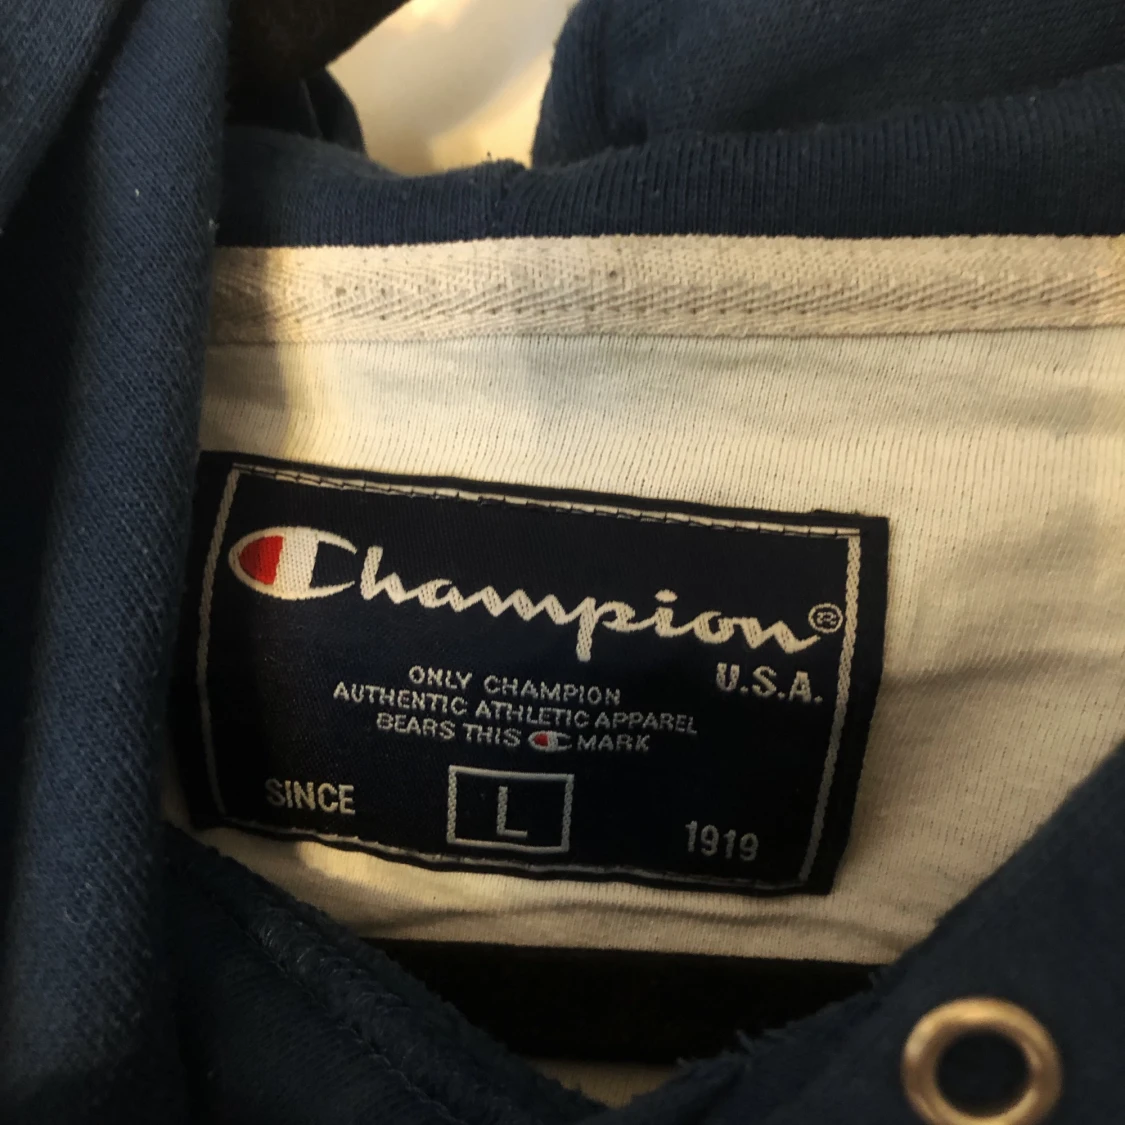 Champion®
U.S.A.
ONLY CHAMPION
AUTHENTIC ATHLETIC APPAREL
BEARS THIS C MARK
SINCE L 1919